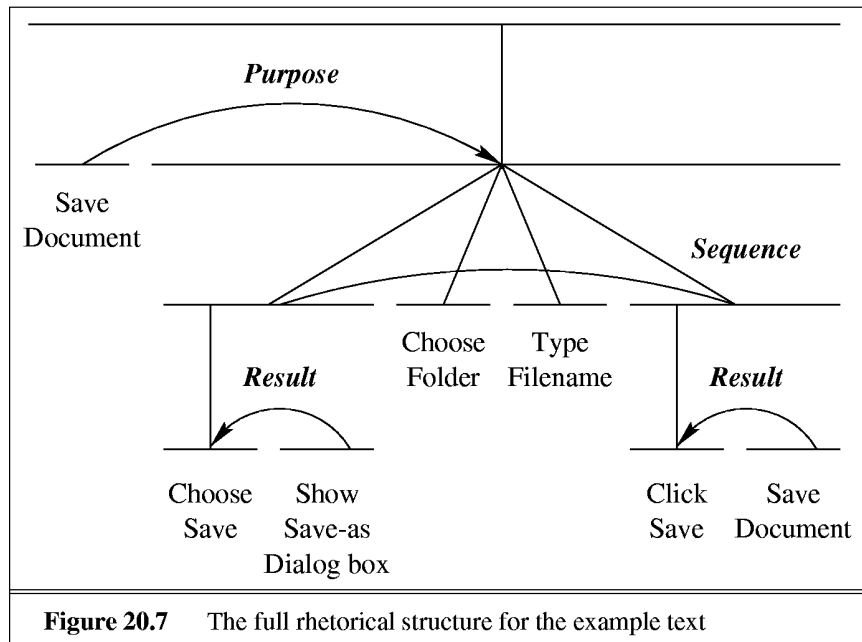 Purpose
Save
Document
Sequence
Choose
Folder
Type
Filename
Result
Result
Choose
Save
Show
Save-as
Dialog box
Click
Save
Save
Document
Figure 20.7 The full rhetorical structure for the example text